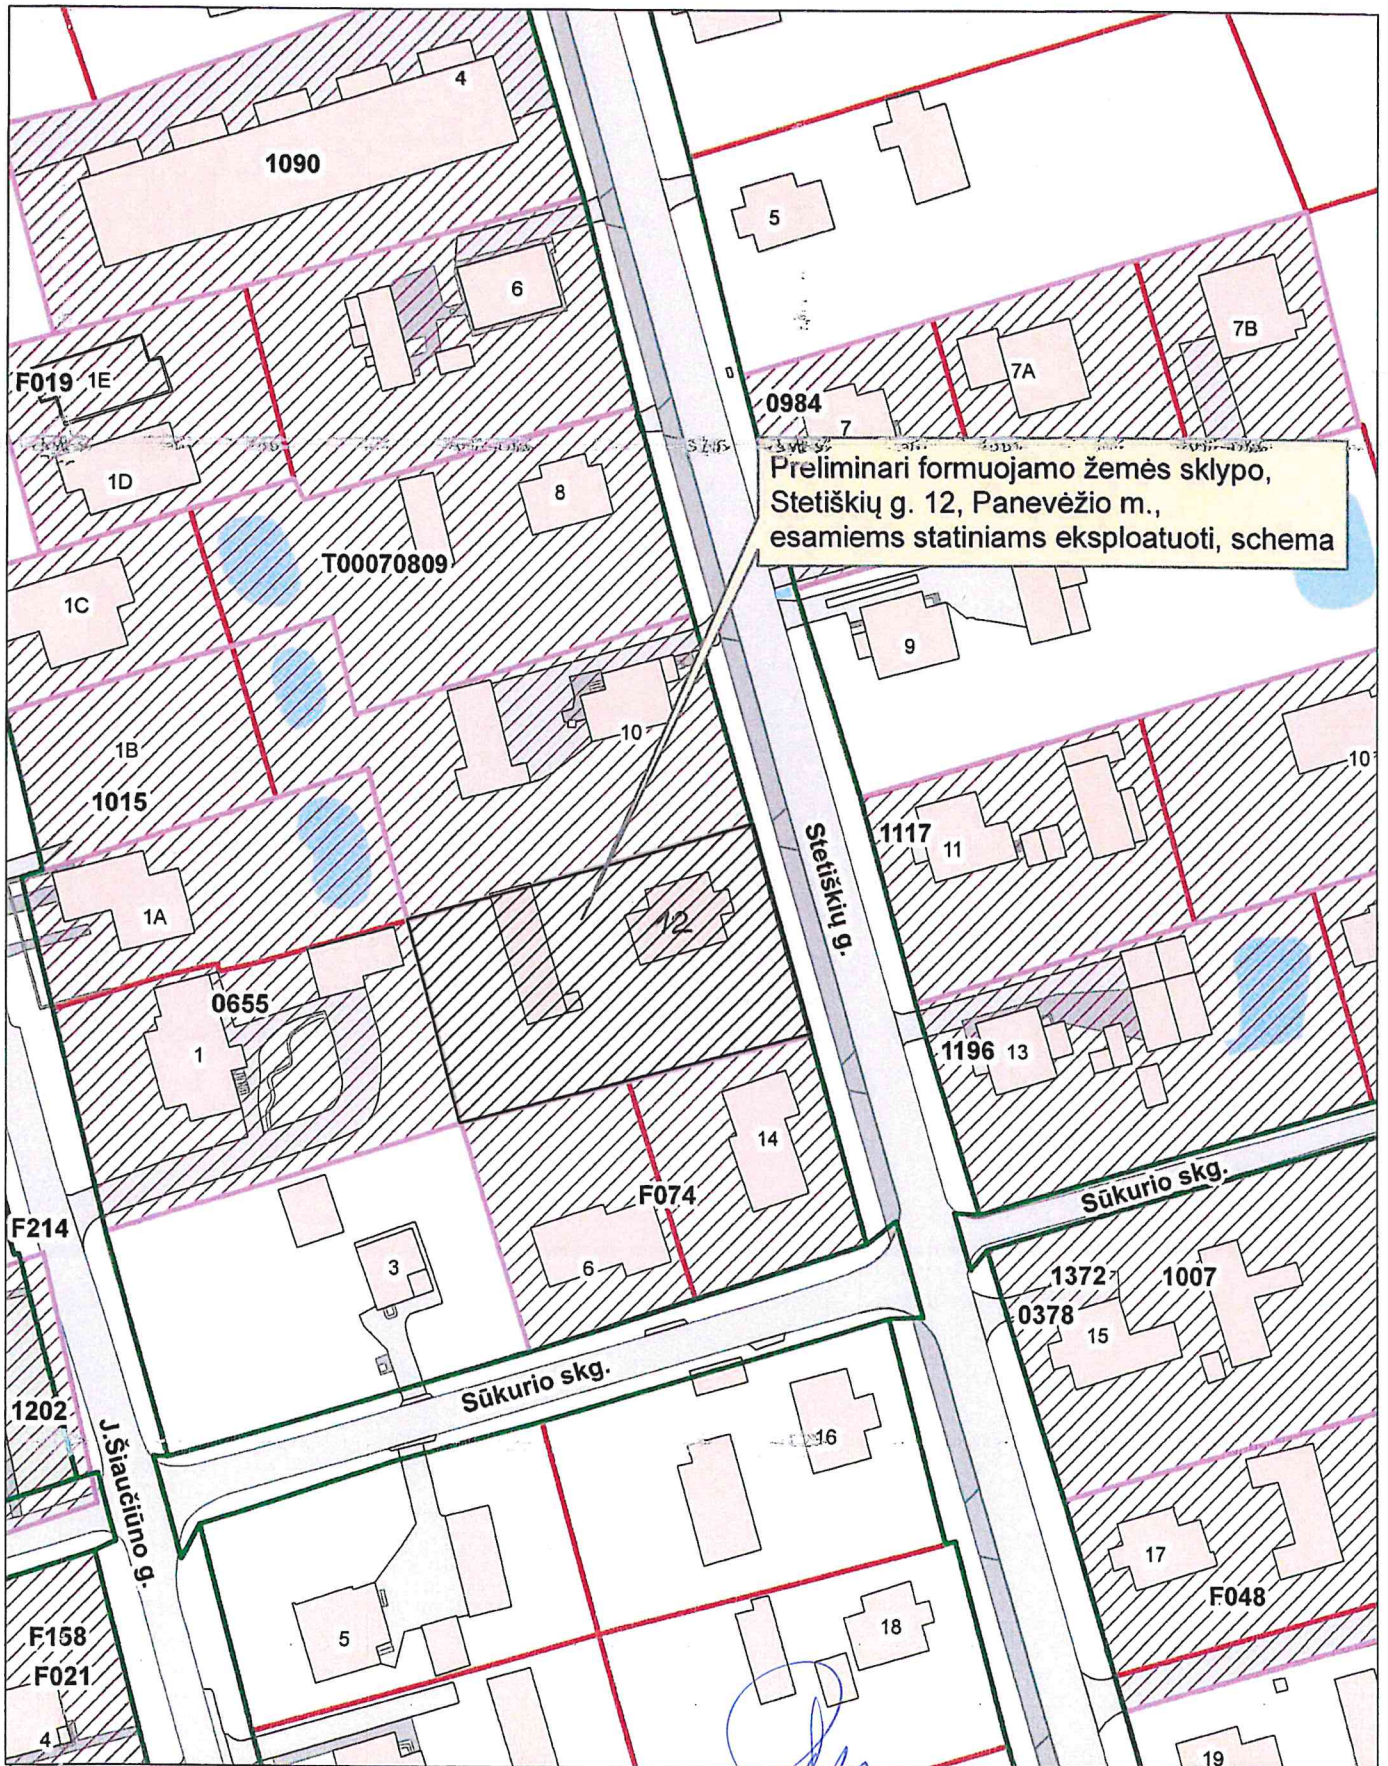 4
1090
5
6
7B
7A
F019 1E
0984
7
1D
8
Preliminari formuojamo žemės sklypo,
Stetiškių g. 12, Panevėžio m.,
esamiems statiniams eksploatuoti, schema
T00070809
1C
9
10
1B
10
1015
Stetiškių g.
1117
11
1A
12
0655
1
1196 13
14
F074
Sūkurio skg.
F214
3
6
1372 1007
0378
15
Sūkurio skg.
1202
J.Šiaučiūno g.
16
17
F048
F158
5
18
F021
4
19